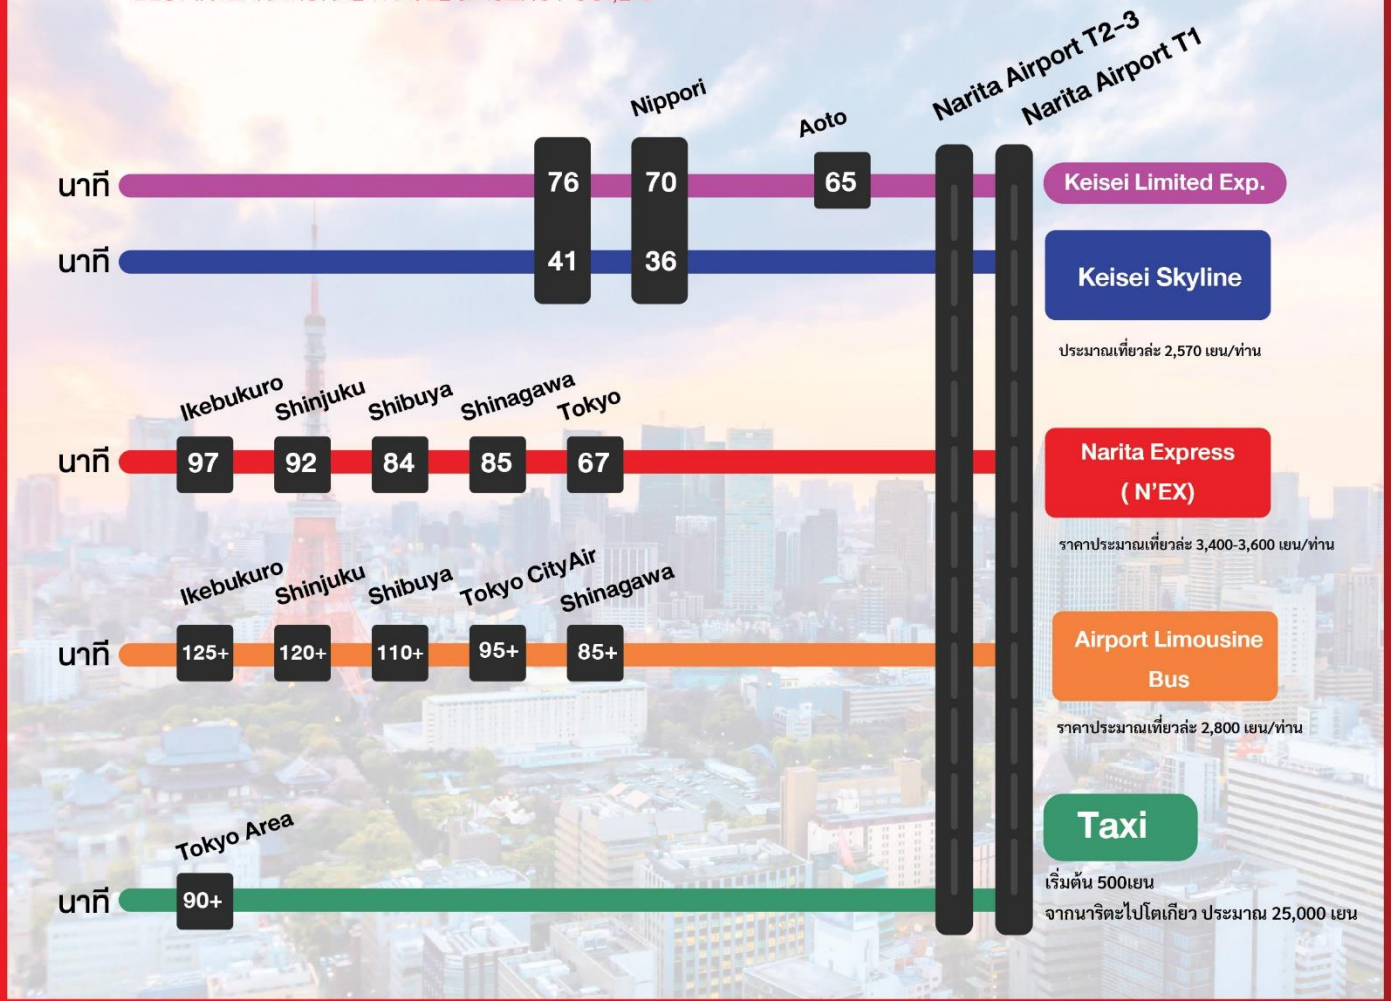 Nippori
Aoto
Narita Airport T2-3
Narita Airport T1
นาที
76
70
65
Keisei Limited Exp.
นาที
41
36
Keisei Skyline
ประมาณเที่ยวล่ะ 2,570 เยน/ท่าน
Ikebukuro
Shinjuku
Shibuya
Shinagawa
Tokyo
นาที
97
92
84
85
67
Narita Express
( N'EX)
ราคาประมาณเที่ยวล่ะ 3,400-3,600 เยน/ท่าน
Ikebukuro
Shinjuku
Shibuya
Tokyo CityAir
Shinagawa
นาที
125+
120+
110+
95+
85+
Airport Limousine
Bus
ราคาประมาณเที่ยวล่ะ 2,800 เยน/ท่าน
Tokyo Area
นาที
90+
Taxi
เริ่มต้น 500เยน
จากนาริตะไปโตเกียว ประมาณ 25,000 เยน